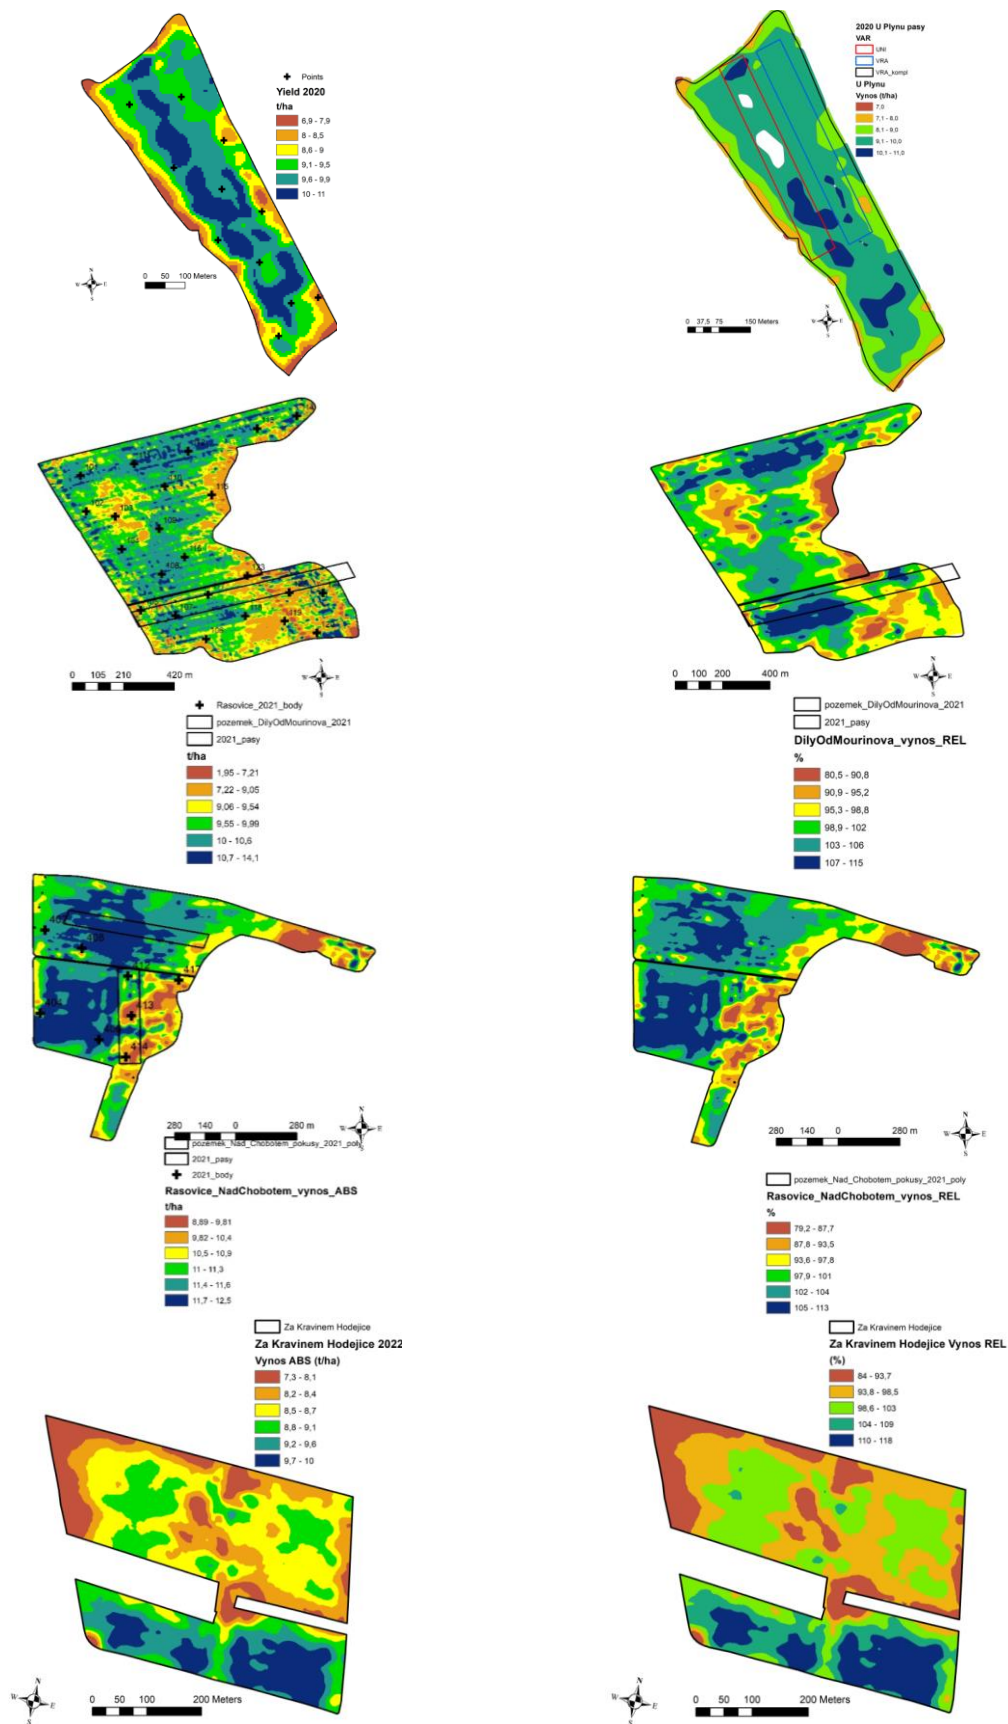 Points
Yield 2020
t/ha
6,9 - 7,9
8 - 8,5
8,6 - 9
9,1 - 9,5
9,6 - 9,9
10 - 11
N
W E
S
0 50 100 Meters
2020 U Plynu pasy
VAR
UNI
VRA
VRA_kompl
U Plynu
Vynos (t/ha)
7,0
7,1 - 8,0
8,1 - 9,0
9,1 - 10,0
10,1 - 11,0
N
W E
S
0 37,5 75 150 Meters
101
115
109
113
N
W E
S
0 105 210 420 m
Rasovice_2021_body
pozemek_DilyOdMourinova_2021
2021_pasy
t/ha
1,95 - 7,21
7,22 - 9,05
9,06 - 9,54
9,55 - 9,99
10 - 10,6
10,7 - 14,1
N
W E
S
0 100 200 400 m
pozemek_DilyOdMourinova_2021
2021_pasy
DilyOdMourinova_vynos_REL
%
80,5 - 90,8
90,9 - 95,2
95,3 - 98,8
98,9 - 102
103 - 106
107 - 115
412
413
414
N
W E
S
280 140 0 280 m
pozemek_Nad_Chobotem_pokusy_2021_poly
2021_pasy
2021_body
Rasovice_NadChobotem_vynos_ABS
t/ha
8,89 - 9,81
9,82 - 10,4
10,5 - 10,9
11 - 11,3
11,4 - 11,6
11,7 - 12,5
N
W E
S
280 140 0 280 m
pozemek_Nad_Chobotem_pokusy_2021_poly
Rasovice_NadChobotem_vynos_REL
%
79,2 - 87,7
87,8 - 93,5
93,6 - 97,8
97,9 - 101
102 - 104
105 - 113
Za Kravinem Hodejice
Za Kravinem Hodejice 2022
Vynos ABS (t/ha)
7,3 - 8,1
8,2 - 8,4
8,5 - 8,7
8,8 - 9,1
9,2 - 9,6
9,7 - 10
N
W E
S
0 50 100 200 Meters
Za Kravinem Hodejice
Za Kravinem Hodejice Vynos REL
(%)
84 - 93,7
93,8 - 98,5
98,6 - 103
104 - 109
110 - 118
N
W E
S
0 50 100 200 Meters